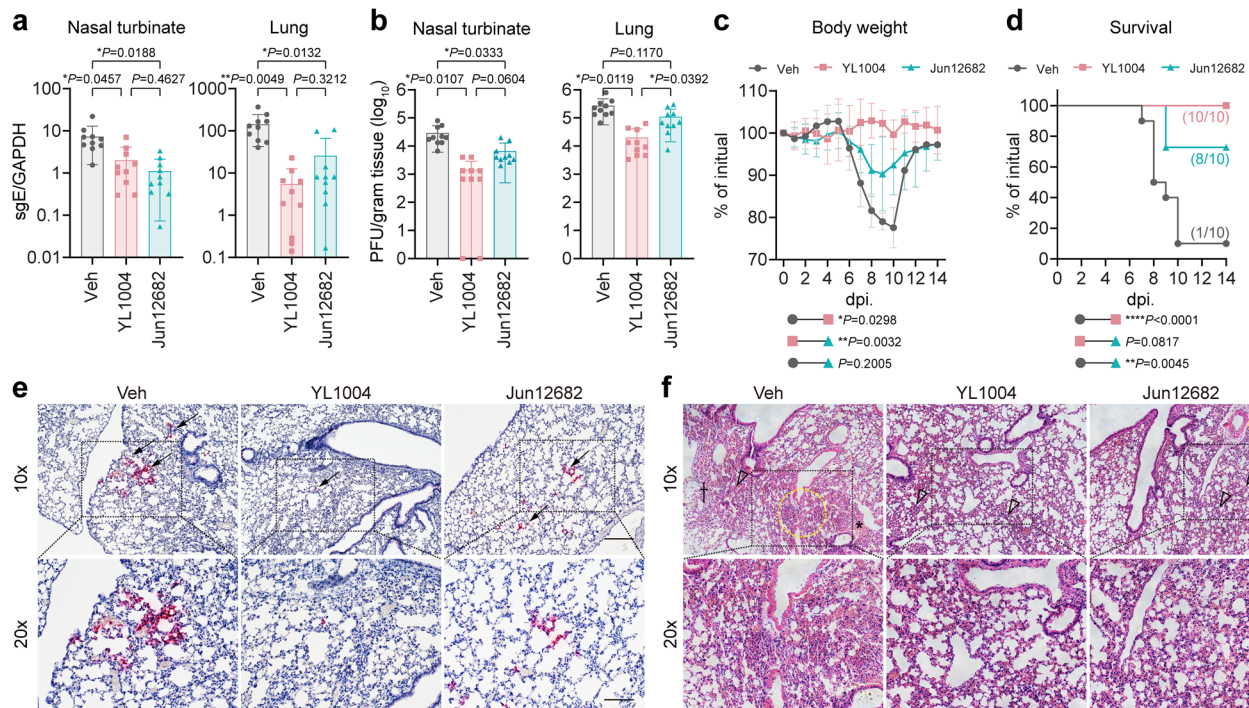 a
Nasal turbinate
Lung
*P=0.0188
*P=0.0132
*P=0.0457 P=0.4627
**P=0.0049 P=0.3212
sgE/GAPDH
100
10
1
0.1
0.01
1000
100
10
1
0.1
Veh
YL1004
Jun12682
Veh
YL1004
Jun12682
b
Nasal turbinate
Lung
*P=0.0333
P=0.1170
*P=0.0107 P=0.0604
*P=0.0119 *P=0.0392
PFU/gram tissue (log10)
6
5
4
3
2
1
0
6
5
4
3
2
1
0
Veh
YL1004
Jun12682
Veh
YL1004
Jun12682
c
Body weight
Veh YL1004 Jun12682
% of initual
110
100
90
80
70
0 2 4 6 8 10 12 14
dpi.
*P=0.0298
**P=0.0032
P=0.2005
d
Survival
Veh YL1004 Jun12682
% of initual
100
80
60
40
20
0
(10/10)
(8/10)
(1/10)
0 2 4 6 8 10 12 14
dpi.
****P<0.0001
P=0.0817
**P=0.0045
e
Veh YL1004 Jun12682
10x
20x
f
Veh YL1004 Jun12682
10x
†
*
20x